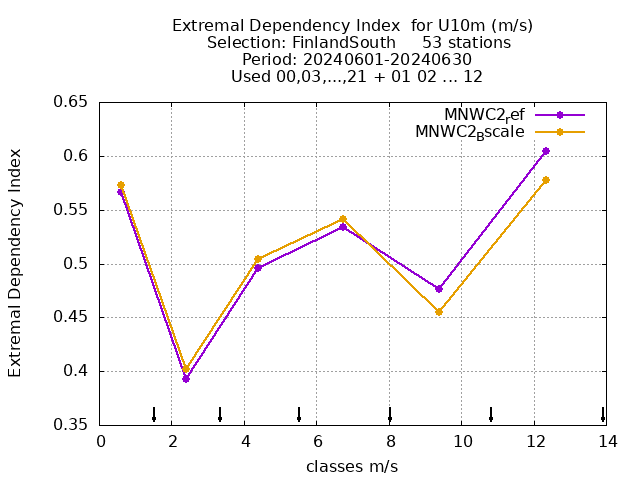 Extremal Dependency Index  for U10m (m/s)
Selection: FinlandSouth     53 stations
Period: 20240601-20240630
Used 00,03,...,21 + 01 02 ... 12
MNWC2ref
MNWC2Bscale
0.65
0.6
0.55
0.5
0.45
0.4
0.35
Extremal Dependency Index
0 2 4 6 8 10 12 14
classes m/s